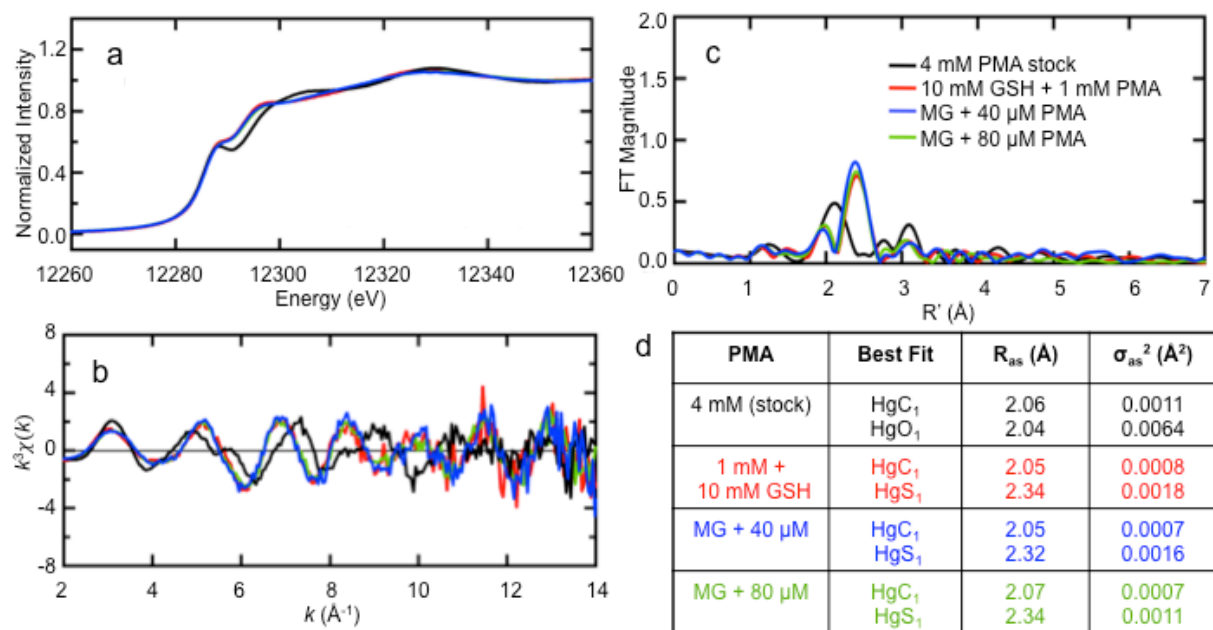 a
Normalized Intensity
1.2
0.8
0.4
0.0
12260 12280 12300 12320 12340 12360
Energy (eV)
b
k³χ(k)
8
4
0
-4
-8
2 4 6 8 10 12 14
k (Å⁻¹)
c
FT Magnitude
2.0
1.5
1.0
0.5
0.0
4 mM PMA stock
10 mM GSH + 1 mM PMA
MG + 40 µM PMA
MG + 80 µM PMA
0 1 2 3 4 5 6 7
R' (Å)
d
PMA Best Fit Ras (Å) σas² (Å²)
4 mM (stock) HgC₁ 2.06 0.0011
HgO₁ 2.04 0.0064
1 mM + HgC₁ 2.05 0.0008
10 mM GSH HgS₁ 2.34 0.0018
MG + 40 µM HgC₁ 2.05 0.0007
HgS₁ 2.32 0.0016
MG + 80 µM HgC₁ 2.07 0.0007
HgS₁ 2.34 0.0011